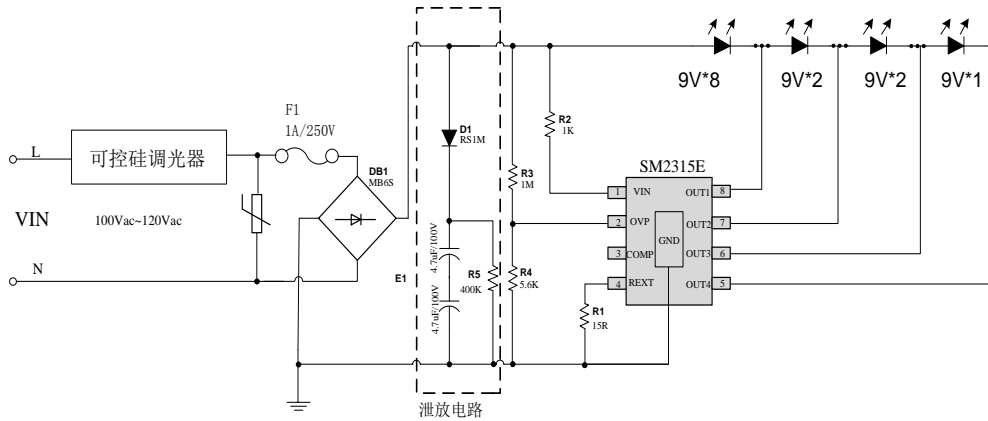 9V*8
9V*2
9V*2
9V*1
F1
1A/250V
L
可控硅调光器
DB1
MB6S
VIN
100Vac~120Vac
N
D1
RS1M
4.7uF/100V
4.7uF/100V
E1
R5
400K
R3
1M
R4
5.6K
R2
1K
R1
15R
SM2315E
1
VIN
OUT1
8
2
OVP
OUT2
7
GND
3
COMP
OUT3
6
4
REXT
OUT4
5
泄放电路